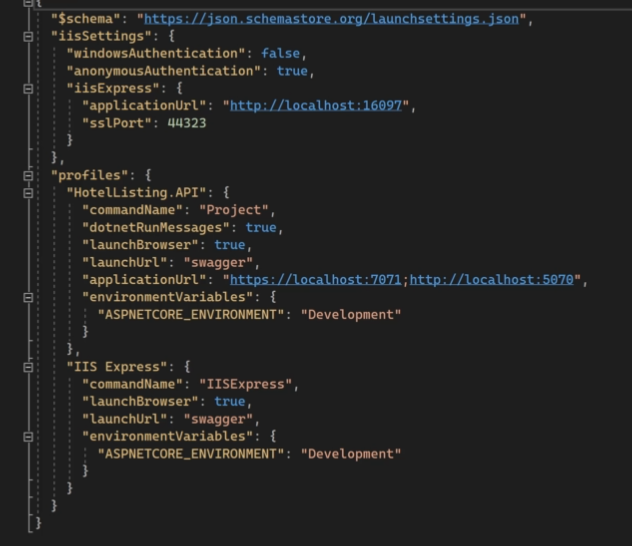 {
"$schema": "https://json.schemastore.org/launchsettings.json",
"iisSettings": {
"windowsAuthentication": false,
"anonymousAuthentication": true,
"iisExpress": {
"applicationUrl": "http://localhost:16097",
"sslPort": 44323
}
},
"profiles": {
"HotelListing.API": {
"commandName": "Project",
"dotnetRunMessages": true,
"launchBrowser": true,
"launchUrl": "swagger",
"applicationUrl": "https://localhost:7071;http://localhost:5070",
"environmentVariables": {
"ASPNETCORE_ENVIRONMENT": "Development"
}
},
"IIS Express": {
"commandName": "IISExpress",
"launchBrowser": true,
"launchUrl": "swagger",
"environmentVariables": {
"ASPNETCORE_ENVIRONMENT": "Development"
}
}
}
}